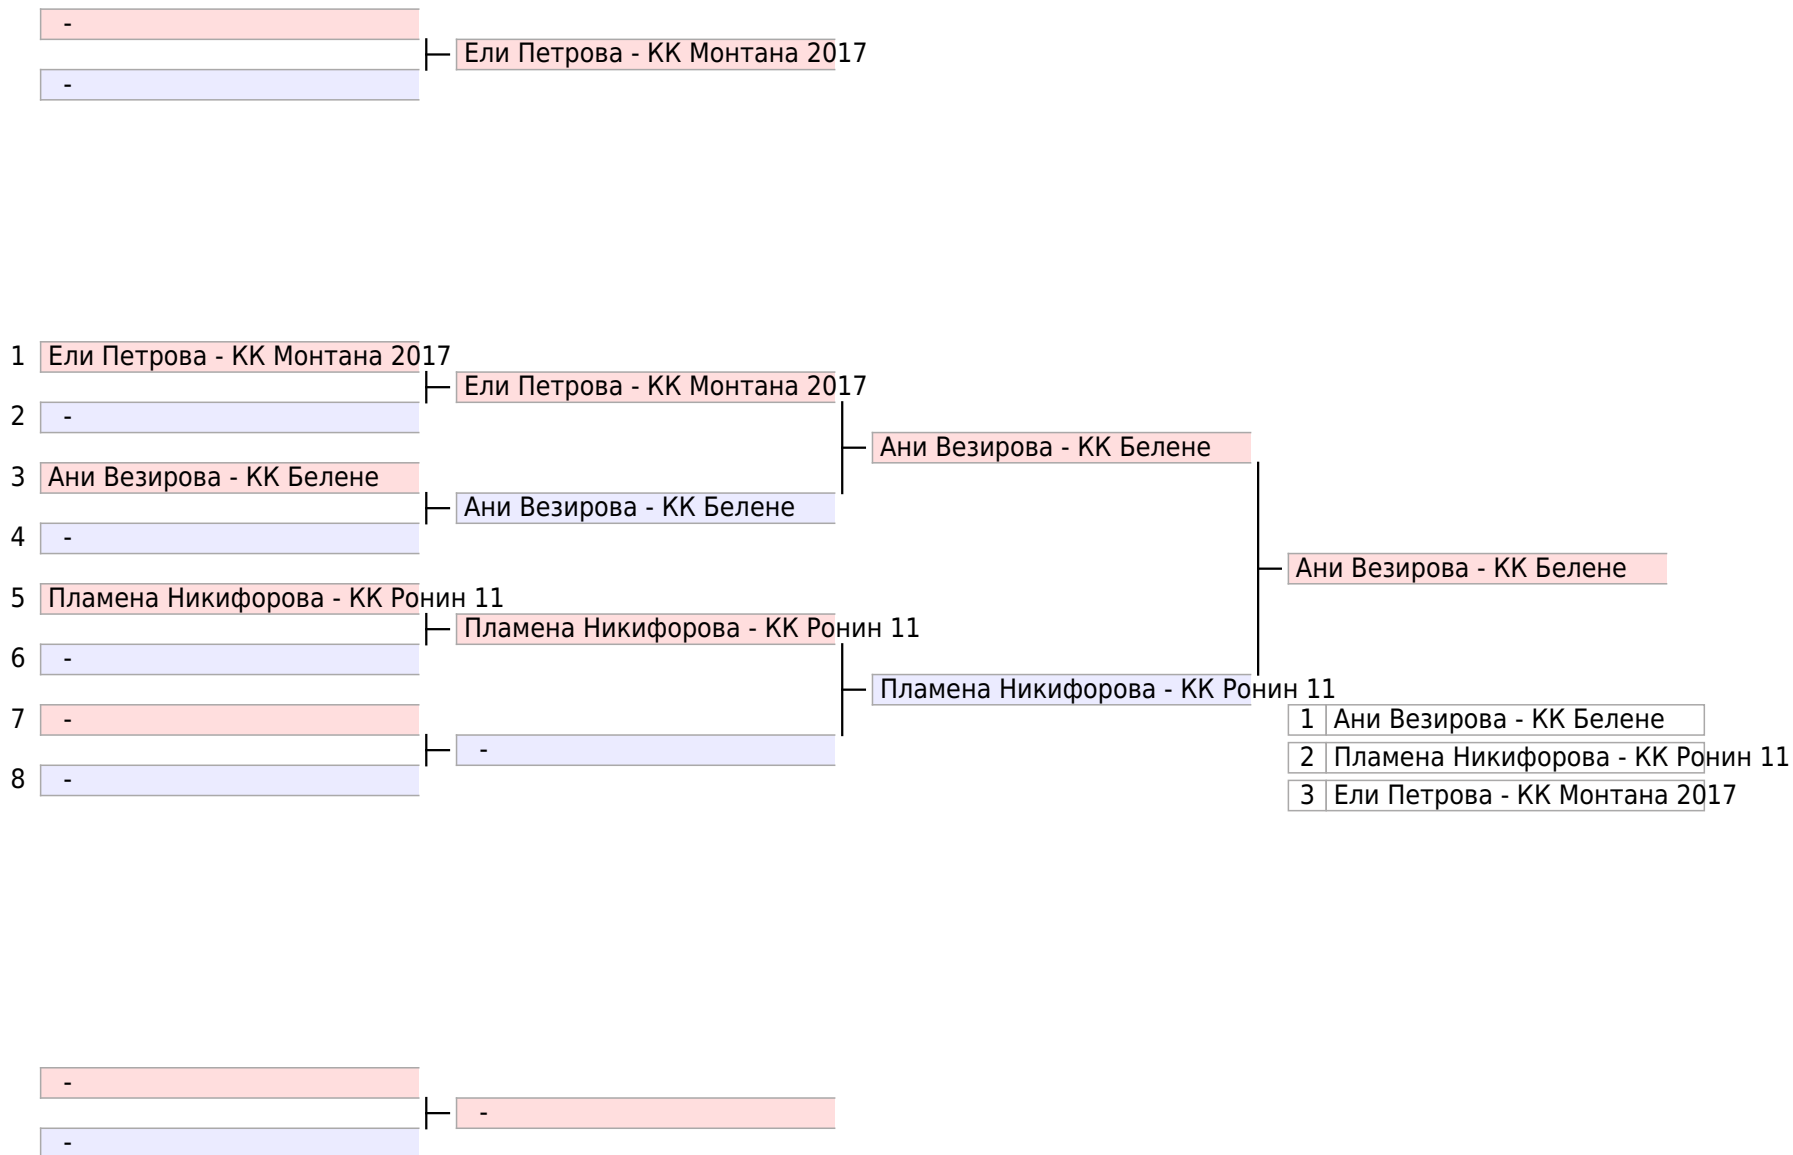 -
Ели Петрова - КК Монтана 2017
-
1 Ели Петрова - КК Монтана 2017
Ели Петрова - КК Монтана 2017
2 -
Ани Везирова - КК Белене
3 Ани Везирова - КК Белене
Ани Везирова - КК Белене
4 -
Ани Везирова - КК Белене
5 Пламена Никифорова - КК Ронин 11
Пламена Никифорова - КК Ронин 11
6 -
Пламена Никифорова - КК Ронин 11
7 -
1 Ани Везирова - КК Белене
-
2 Пламена Никифорова - КК Ронин 11
8 -
3 Ели Петрова - КК Монтана 2017
-
-
-